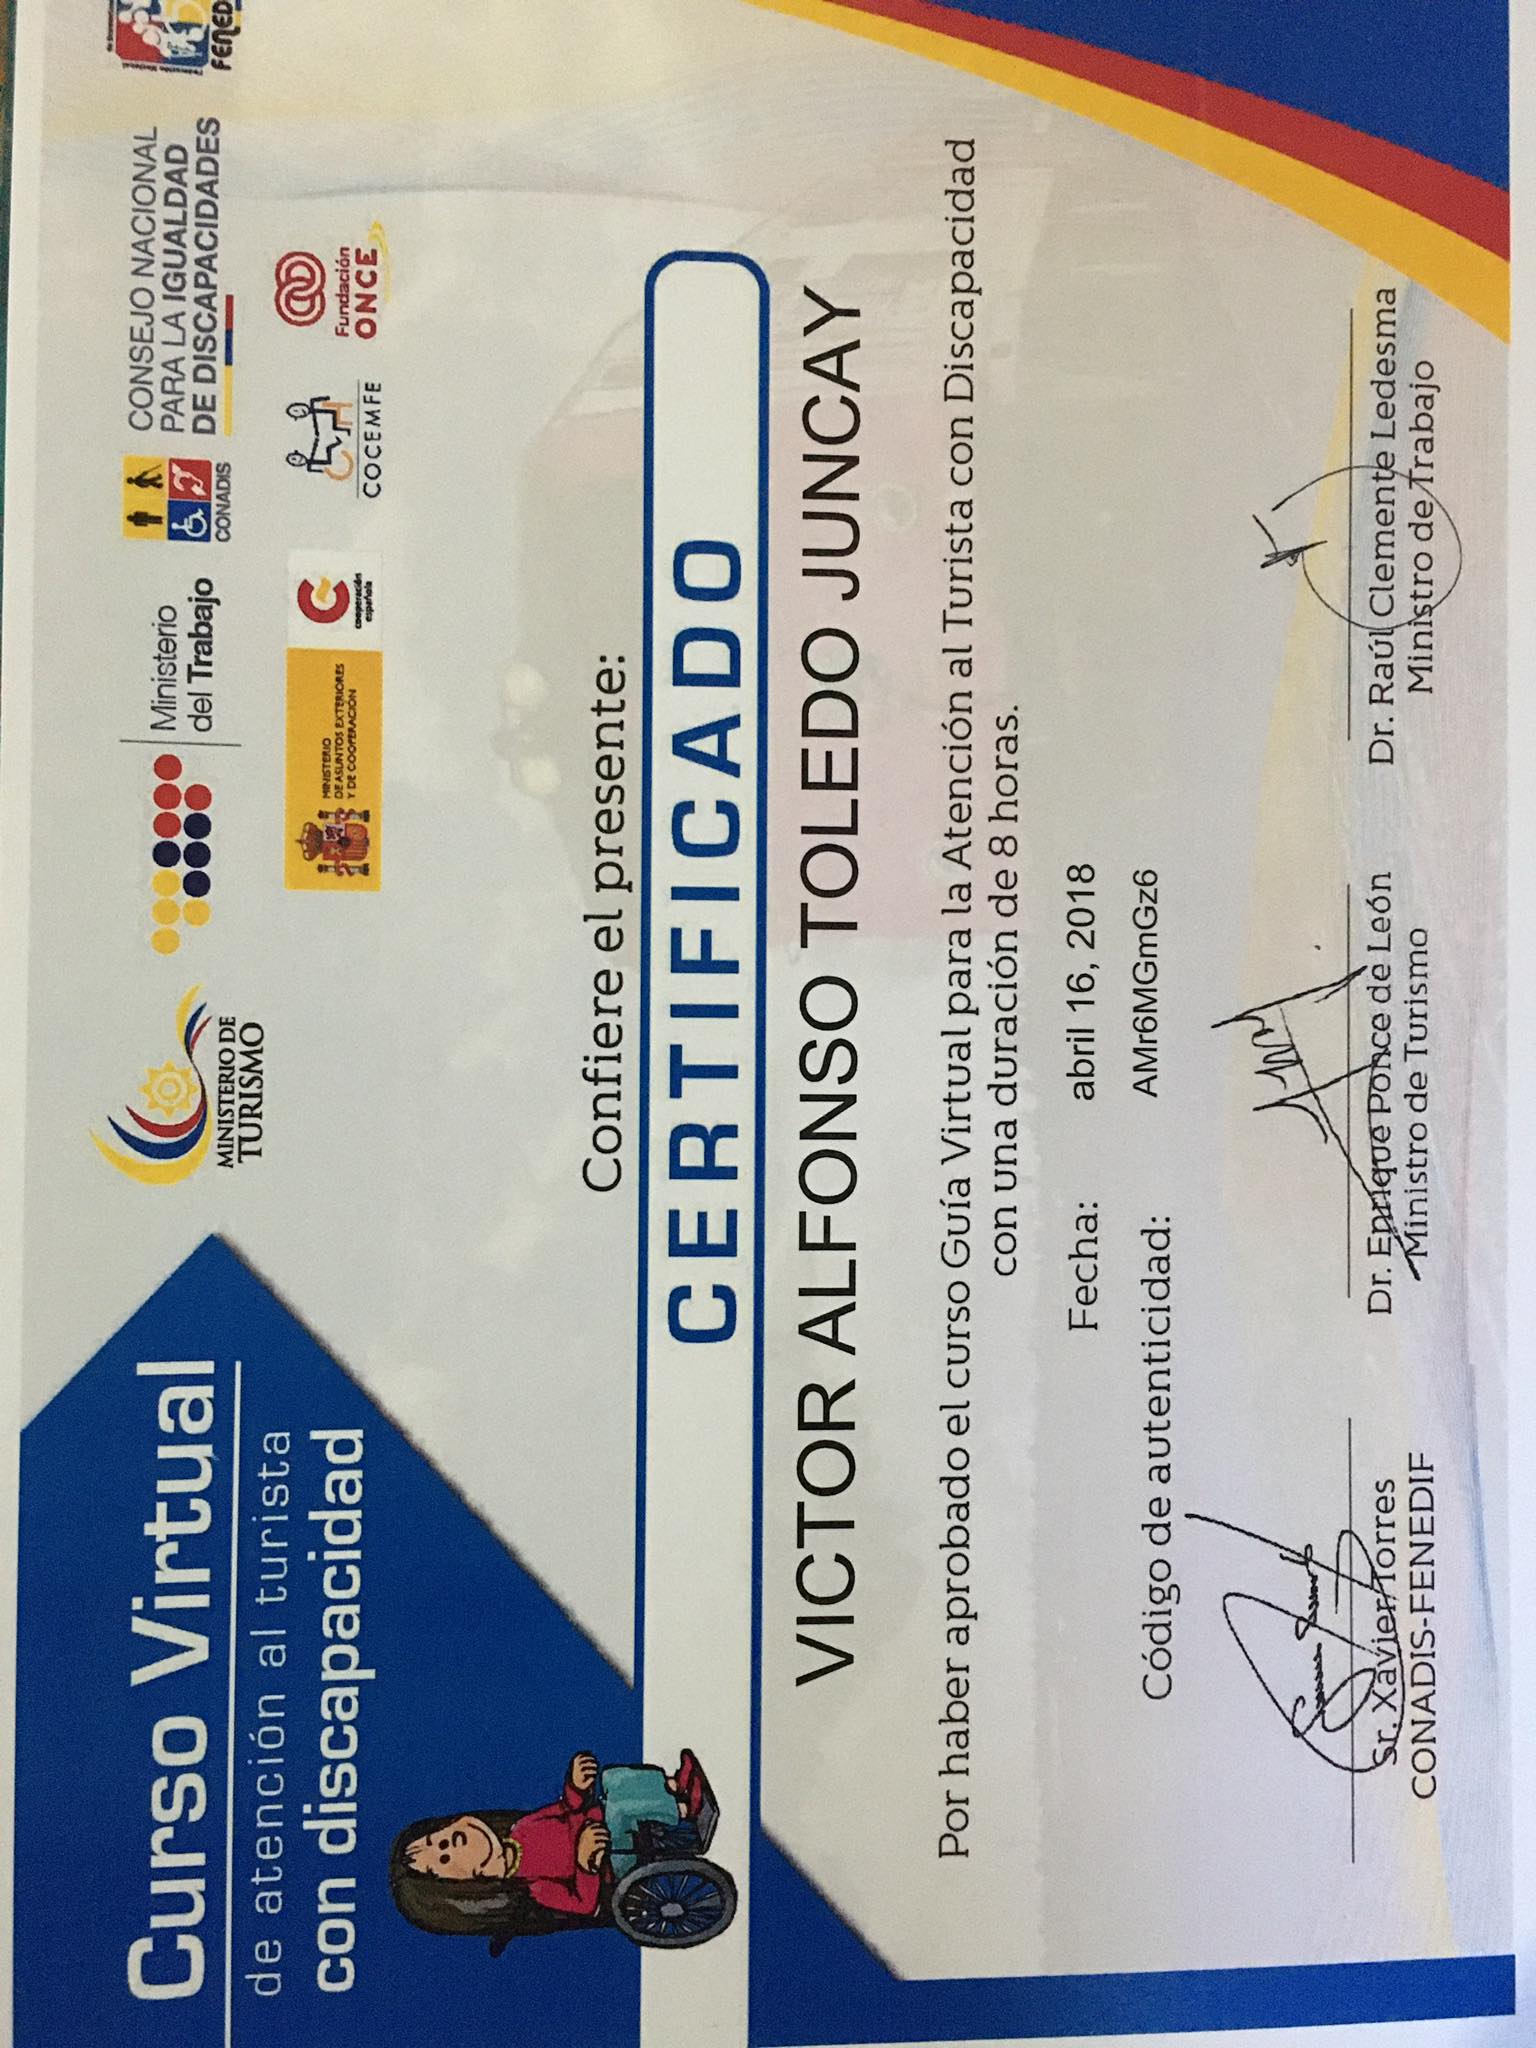 Curso Virtual
de atención al turista
con discapacidad
MINISTERIO DE
TURISMO
Ministerio
del Trabajo
CONADIS
CONSEJO NACIONAL
PARA LA IGUALDAD
DE DISCAPACIDADES
FENED
MINISTERIO
DE ASUNTOS EXTERIORES
Y DE COOPERACIÓN
cooperación
española
COCEMFE
Fundación
ONCE
Confiere el presente:
CERTIFICADO
VICTOR ALFONSO TOLEDO JUNCAY
Por haber aprobado el curso Guía Virtual para la Atención al Turista con Discapacidad
con una duración de 8 horas.
Fecha: abril 16, 2018
Código de autenticidad: AMr6MGmGz6
Sr. Xavier Torres
CONADIS-FENEDIF
Dr. Enrique Ponce de León
Ministro de Turismo
Dr. Raúl Clemente Ledesma
Ministro de Trabajo